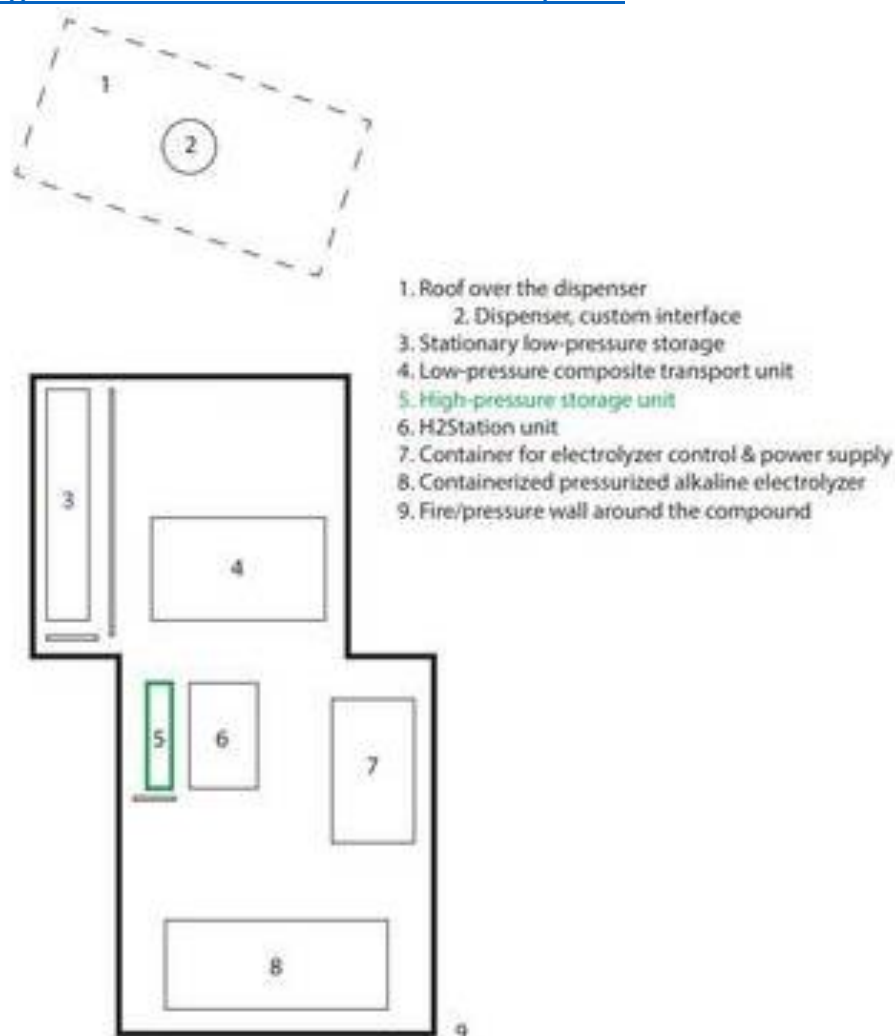 1
2
1. Roof over the dispenser
2. Dispenser, custom interface
3. Stationary low-pressure storage
4. Low-pressure composite transport unit
5. High-pressure storage unit
6. H2Station unit
7. Container for electrolyzer control & power supply
8. Containerized pressurized alkaline electrolyzer
9. Fire/pressure wall around the compound
3
4
5
6
7
8
9